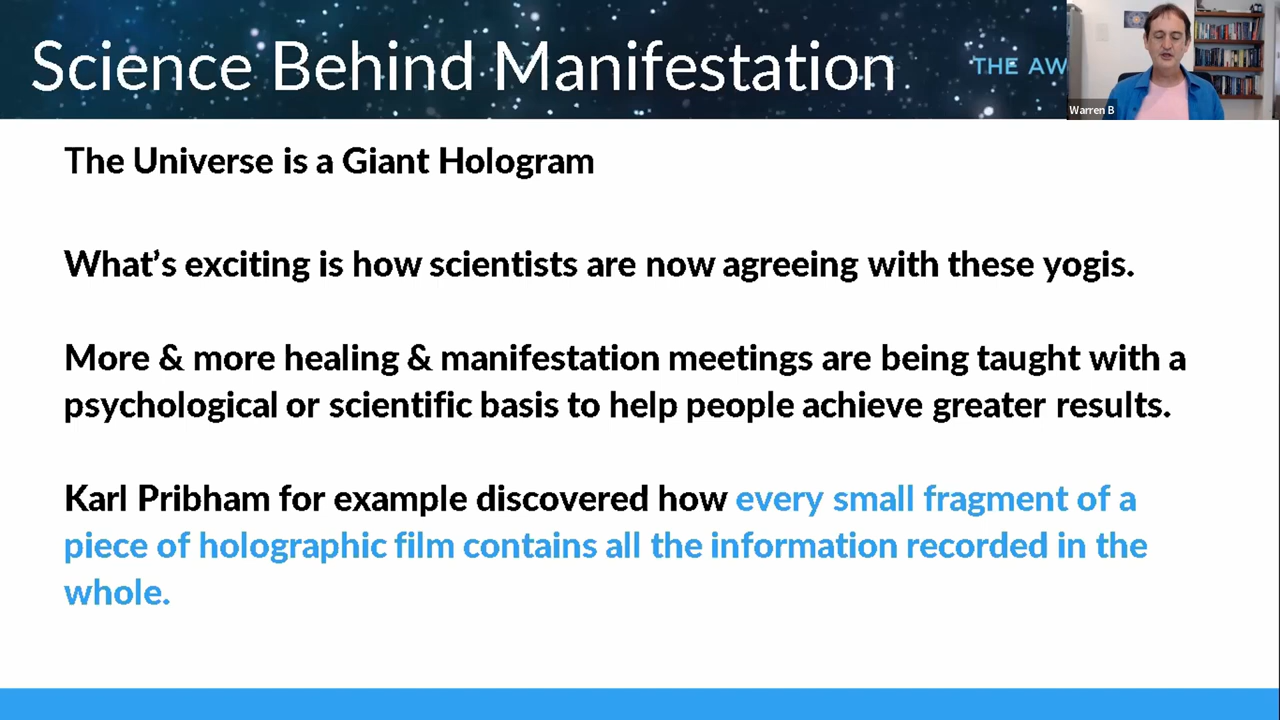 Science Behind Manifestation
THE AW
Warren B
The Universe is a Giant Hologram
What's exciting is how scientists are now agreeing with these yogis.
More & more healing & manifestation meetings are being taught with a
psychological or scientific basis to help people achieve greater results.
Karl Pribham for example discovered how every small fragment of a
piece of holographic film contains all the information recorded in the
whole.